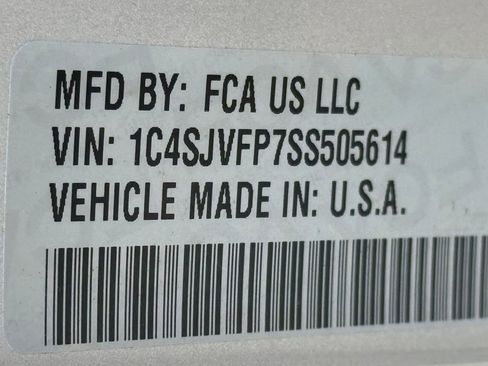 MFD BY: FCA US LLC
VIN: 1C4SJVFP7SS505614
VEHICLE MADE IN: U.S.A.